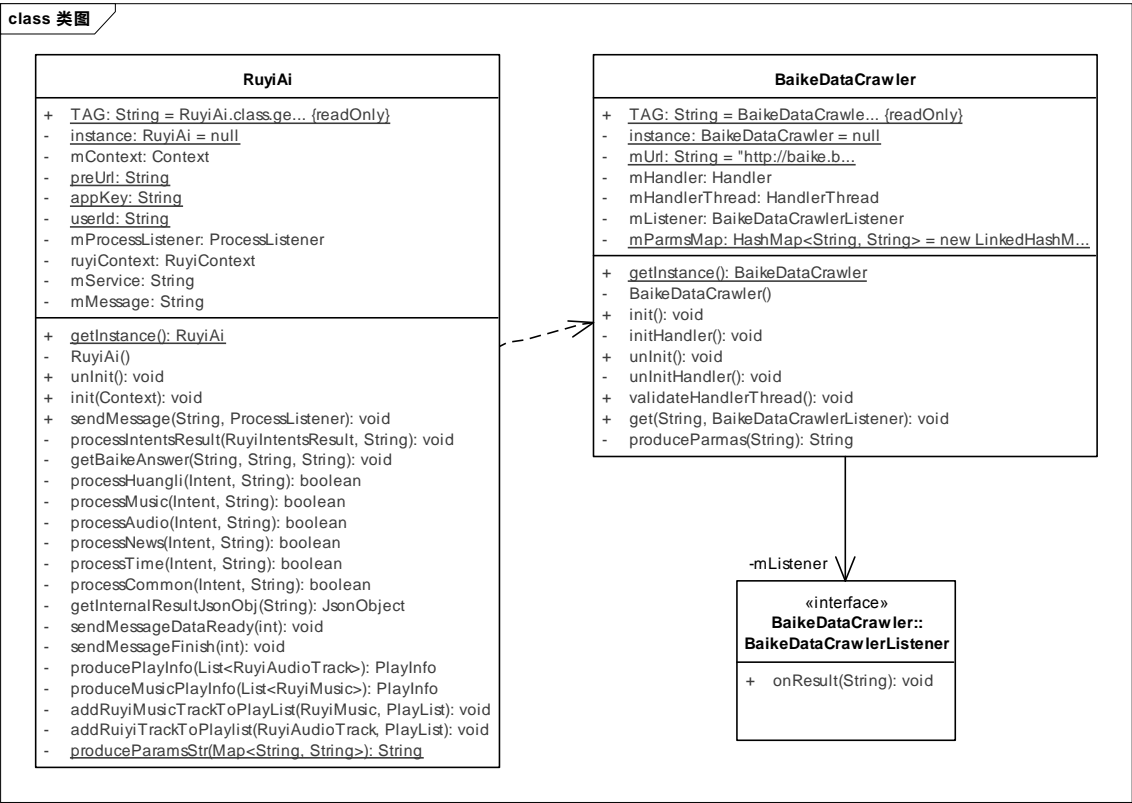 class 类图
RuyiAi
+ TAG: String = RuyiAi.class.ge... {readOnly}
- instance: RuyiAi = null
- mContext: Context
- preUrl: String
- appKey: String
- userId: String
- mProcessListener: ProcessListener
- ruyiContext: RuyiContext
- mService: String
- mMessage: String
+ getInstance(): RuyiAi
- RuyiAi()
+ unInit(): void
+ init(Context): void
+ sendMessage(String, ProcessListener): void
- processIntentsResult(RuyiIntentsResult, String): void
- getBaikeAnswer(String, String, String): void
- processHuangli(Intent, String): boolean
- processMusic(Intent, String): boolean
- processAudio(Intent, String): boolean
- processNews(Intent, String): boolean
- processTime(Intent, String): boolean
- processCommon(Intent, String): boolean
- getInternalResultJsonObj(String): JsonObject
- sendMessageDataReady(int): void
- sendMessageFinish(int): void
- producePlayInfo(List<RuyiAudioTrack>): PlayInfo
- produceMusicPlayInfo(List<RuyiMusic>): PlayInfo
- addRuyiMusicTrackToPlayList(RuyiMusic, PlayList): void
- addRuiyiTrackToPlaylist(RuyiAudioTrack, PlayList): void
- produceParamsStr(Map<String, String>): String
BaikeDataCrawler
+ TAG: String = BaikeDataCrawle... {readOnly}
- instance: BaikeDataCrawler = null
- mUrl: String = "http://baike.b...
- mHandler: Handler
- mHandlerThread: HandlerThread
- mListener: BaikeDataCrawlerListener
- mParmsMap: HashMap<String, String> = new LinkedHashM...
+ getInstance(): BaikeDataCrawler
- BaikeDataCrawler()
+ init(): void
- initHandler(): void
+ unInit(): void
- unInitHandler(): void
+ validateHandlerThread(): void
+ get(String, BaikeDataCrawlerListener): void
- produceParmas(String): String
-mListener
«interface»
BaikeDataCrawler::
BaikeDataCrawlerListener
+ onResult(String): void